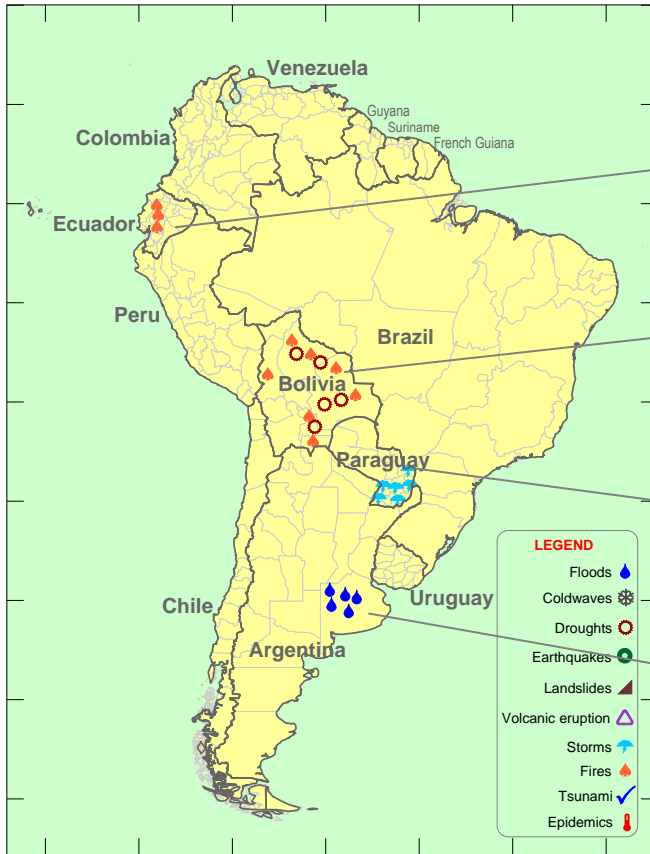 Venezuela
Guyana
Suriname
French Guiana
Colombia
Ecuador
Peru
Brazil
Bolivia
Paraguay
Chile
Uruguay
Argentina
LEGEND
Floods
Coldwaves
Droughts
Earthquakes
Landslides
Volcanic eruption
Storms
Fires
Tsunami
Epidemics